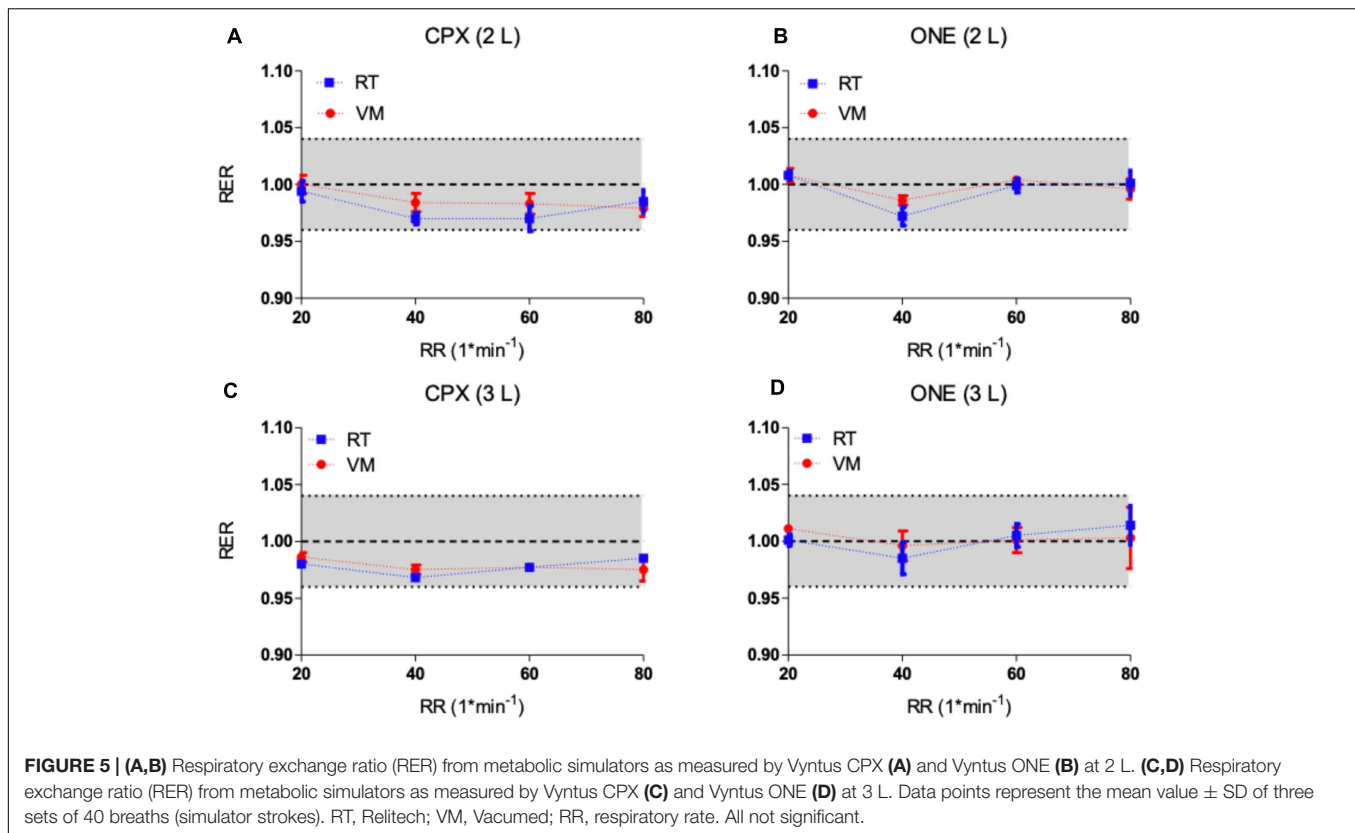 A
CPX (2 L)
RT
VM
1.10
1.05
1.00
0.95
0.90
RER
20
40
60
80
RR (1*min⁻¹)
B
ONE (2 L)
RT
VM
1.10
1.05
1.00
0.95
0.90
20
40
60
80
RR (1*min⁻¹)
C
CPX (3 L)
RT
VM
1.10
1.05
1.00
0.95
0.90
RER
20
40
60
80
RR (1*min⁻¹)
D
ONE (3 L)
RT
VM
1.10
1.05
1.00
0.95
0.90
20
40
60
80
RR (1*min⁻¹)
FIGURE 5 | (A,B) Respiratory exchange ratio (RER) from metabolic simulators as measured by Vyntus CPX (A) and Vyntus ONE (B) at 2 L. (C,D) Respiratory
exchange ratio (RER) from metabolic simulators as measured by Vyntus CPX (C) and Vyntus ONE (D) at 3 L. Data points represent the mean value ± SD of three
sets of 40 breaths (simulator strokes). RT, Relitech; VM, Vacumed; RR, respiratory rate. All not significant.